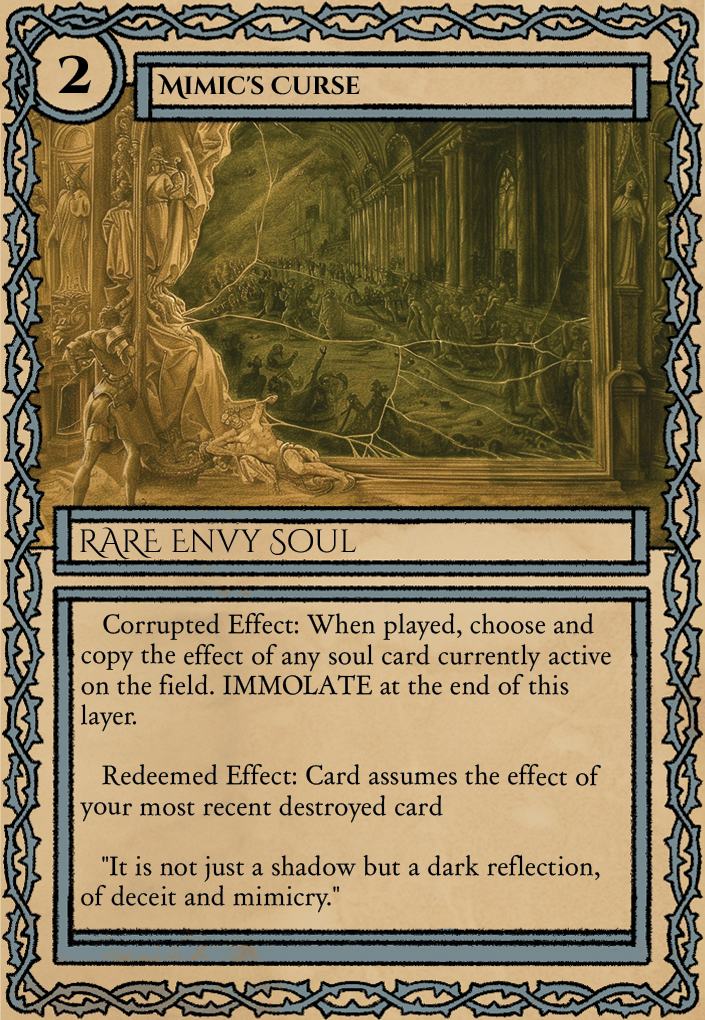 2
Mimic's Curse
Rare Envy Soul
Corrupted Effect: When played, choose and
copy the effect of any soul card currently active
on the field. IMMOLATE at the end of this
layer.
Redeemed Effect: Card assumes the effect of
your most recent destroyed card
"It is not just a shadow but a dark reflection,
of deceit and mimicry."